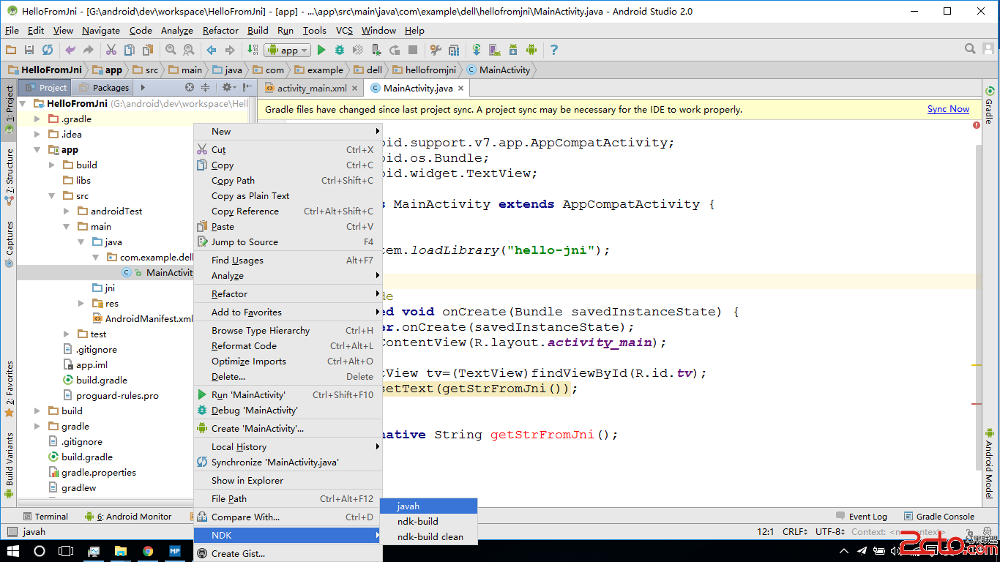 HelloFromJni - [G:\android\dev\workspace\HelloFromJni] - [app] - ...\app\src\main\java\com\example\dell\hellofromjni\MainActivity.java - Android Studio 2.0
File Edit View Navigate Code Analyze Refactor Build Run Tools VCS Window Help
app
HelloFromJni app src main java com example dell hellofromjni MainActivity
Project Packages
activity_main.xml MainActivity.java
Gradle files have changed since last project sync. A project sync may be necessary for the IDE to work properly. Sync Now
1: Project
7: Structure
Captures
2: Favorites
Build Variants
HelloFromJni (G:\android\dev\workspace\Hell
.gradle
.idea
app
build
libs
src
androidTest
main
java
com.example.dell
MainActivity
jni
res
AndroidManifest.xml
test
.gitignore
app.iml
build.gradle
proguard-rules.pro
build
gradle
.gitignore
build.gradle
gradle.properties
gradlew
New
Cut Ctrl+X
Copy Ctrl+C
Copy Path Ctrl+Shift+C
Copy as Plain Text
Copy Reference Ctrl+Alt+Shift+C
Paste Ctrl+V
Jump to Source F4
Find Usages Alt+F7
Analyze
Refactor
Add to Favorites
Browse Type Hierarchy Ctrl+H
Reformat Code Ctrl+Alt+L
Optimize Imports Ctrl+Alt+O
Delete... Delete
Run 'MainActivity' Ctrl+Shift+F10
Debug 'MainActivity'
Create 'MainActivity'...
Local History
Synchronize 'MainActivity.java'
Show in Explorer
File Path Ctrl+Alt+F12
Compare With... Ctrl+D
NDK
Create Gist...
javah
ndk-build
ndk-build clean
oid.support.v7.app.AppCompatActivity;
oid.os.Bundle;
oid.widget.TextView;
s MainActivity extends AppCompatActivity {
tem.loadLibrary("hello-jni");
de
ed void onCreate(Bundle savedInstanceState) {
er.onCreate(savedInstanceState);
ContentView(R.layout.activity_main);
tView tv=(TextView)findViewById(R.id.tv);
setText(getStrFromJni());
native String getStrFromJni();
Gradle
Android Model
Terminal 6: Android Monitor Event Log Gradle Console
javah 12:1 CRLF UTF-8 Context:
MP
2cto.com